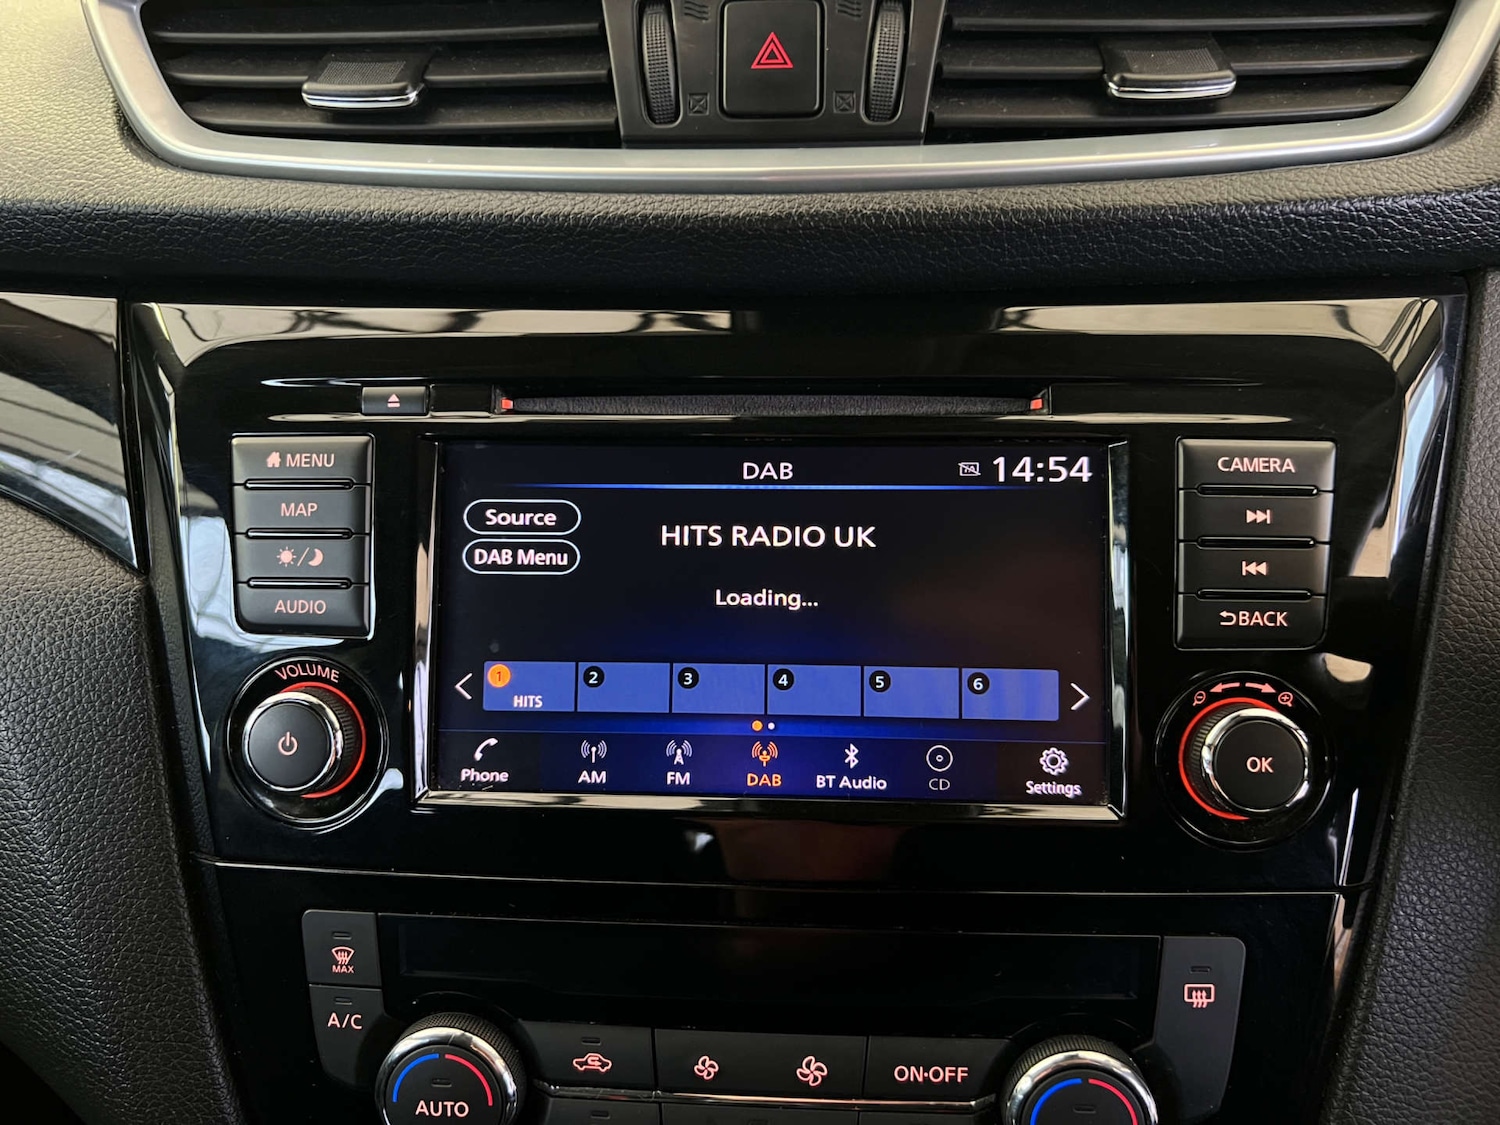 DAB
TA
14:54
Source
HITS RADIO UK
DAB Menu
Loading...
1
2
3
4
5
6
HITS
Phone
AM
FM
DAB
BT Audio
CD
Settings
MENU
MAP
AUDIO
VOLUME
CAMERA
BACK
OK
MAX
A/C
AUTO
ON·OFF